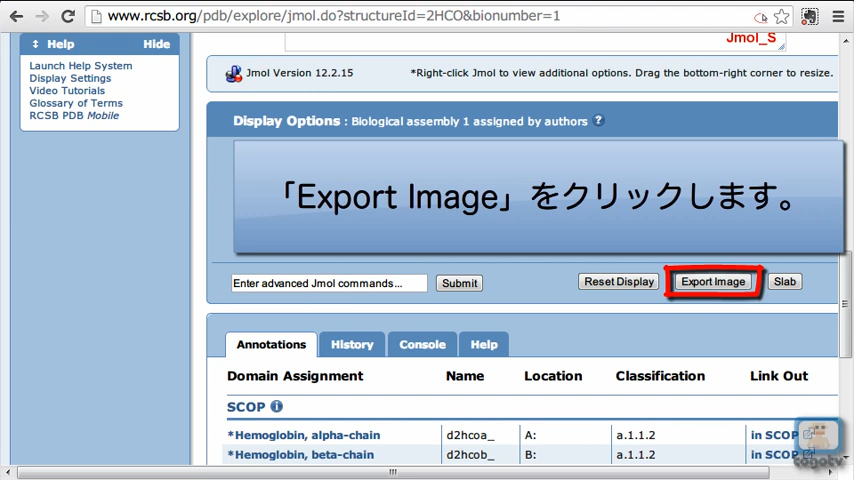 www.rcsb.org/pdb/explore/jmol.do?structureId=2HCO&bionumber=1
Help Hide
Launch Help System
Display Settings
Video Tutorials
Glossary of Terms
RCSB PDB Mobile
Jmol_S
Jmol Version 12.2.15 *Right-click Jmol to view additional options. Drag the bottom-right corner to resize.
Display Options : Biological assembly 1 assigned by authors ?
「Export Image」をクリックします。
Enter advanced Jmol commands... Submit Reset Display Export Image Slab
Annotations History Console Help
Domain Assignment Name Location Classification Link Out
SCOP i
*Hemoglobin, alpha-chain d2hcoa_ A: a.1.1.2 in SCOP
*Hemoglobin, beta-chain d2hcob_ B: a.1.1.2 in SCOP
togotv